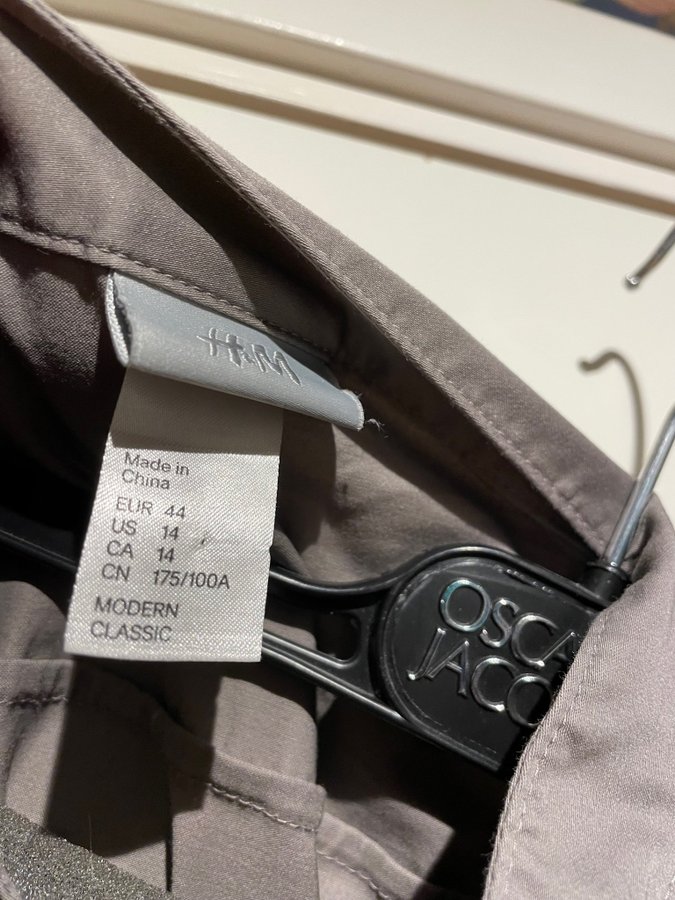 H&M
Made in
China
EUR 44
US 14
CA 14
CN 175/100A
MODERN
CLASSIC
OSCA
JACO